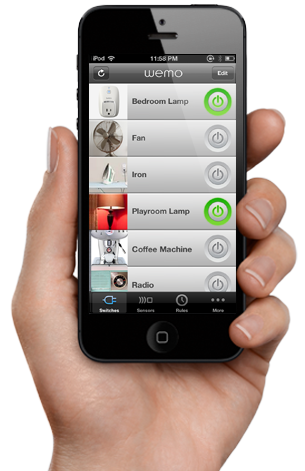 iPod 11:58 PM
wemo Edit
Bedroom Lamp
Fan
Iron
Playroom Lamp
Coffee Machine
Radio
Switches Sensors Rules More